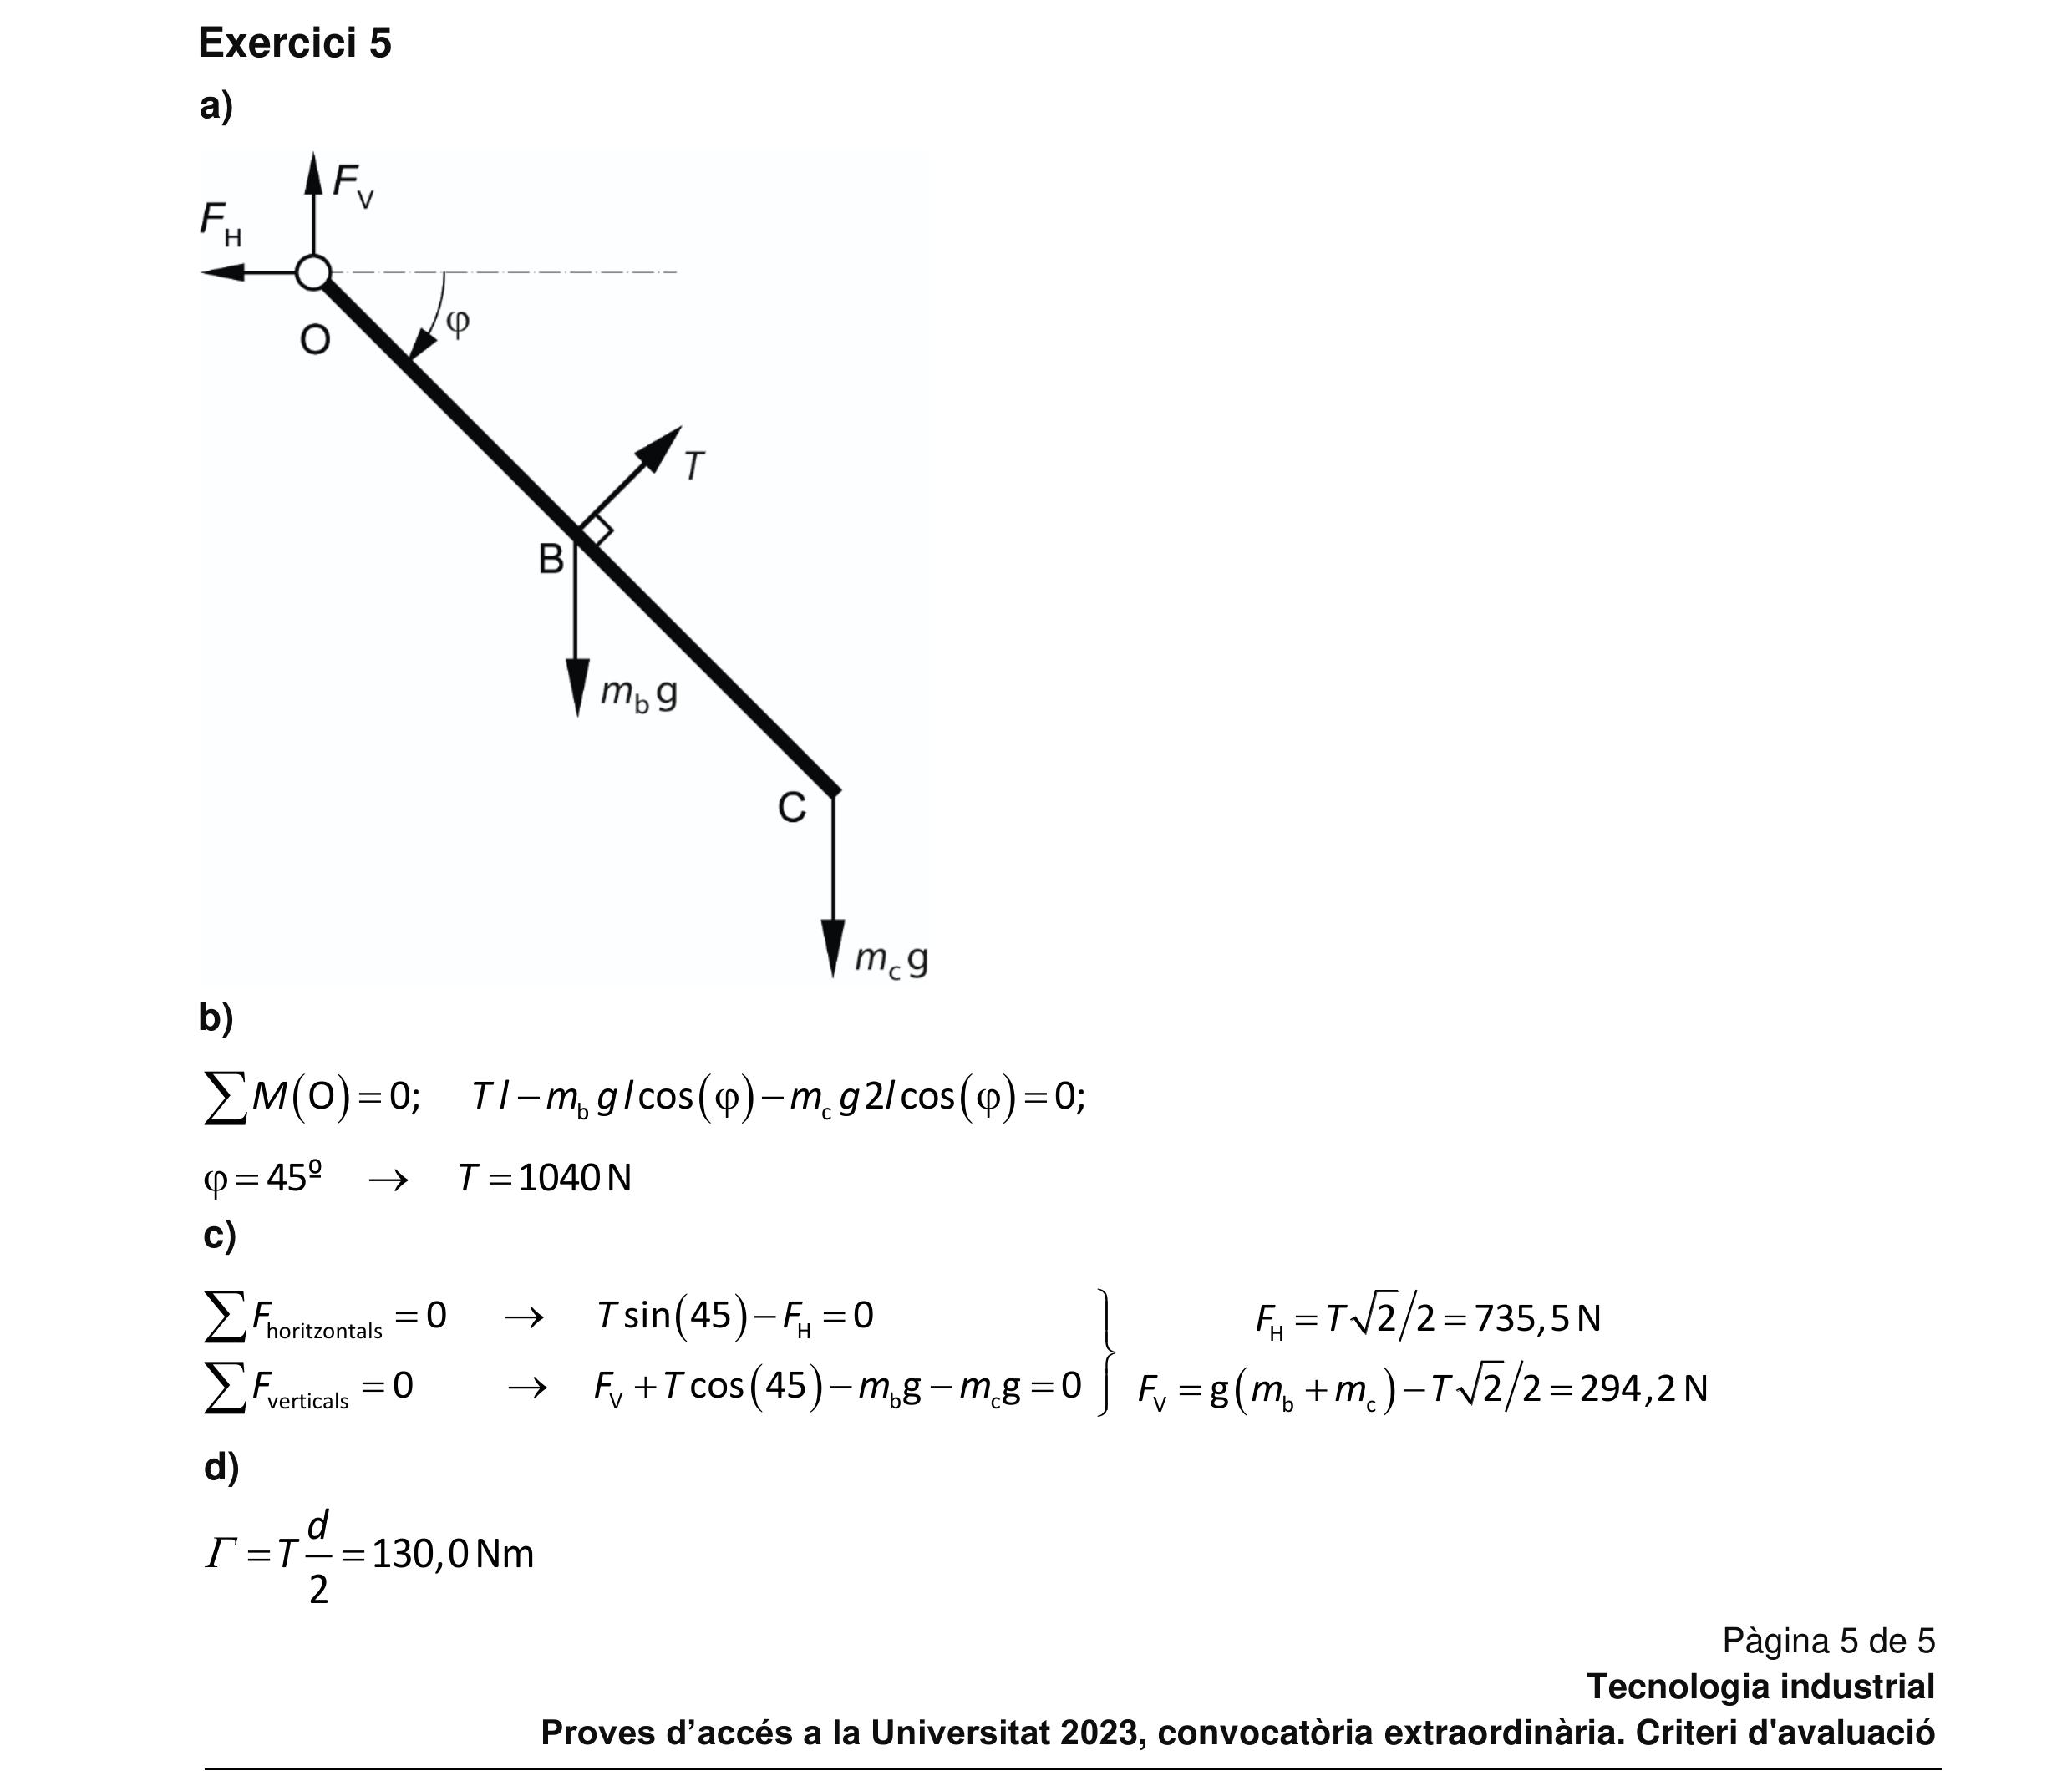 Exercici 5
a)
F_V
F_H
O
φ
T
B
m_b g
C
m_c g
b)
∑M(O)=0; Tl−m_b g l cos(φ)−m_c g 2l cos(φ)=0;
φ=45º → T=1040 N
c)
∑F_horitzontals =0 → T sin(45)−F_H =0 F_H =T√2/2=735,5 N
∑F_verticals =0 → F_V +T cos(45)−m_b g−m_c g=0 F_V =g(m_b +m_c)−T√2/2=294,2 N
d)
Γ=T d/2=130,0 Nm
Pàgina 5 de 5
Tecnologia industrial
Proves d’accés a la Universitat 2023, convocatòria extraordinària. Criteri d'avaluació